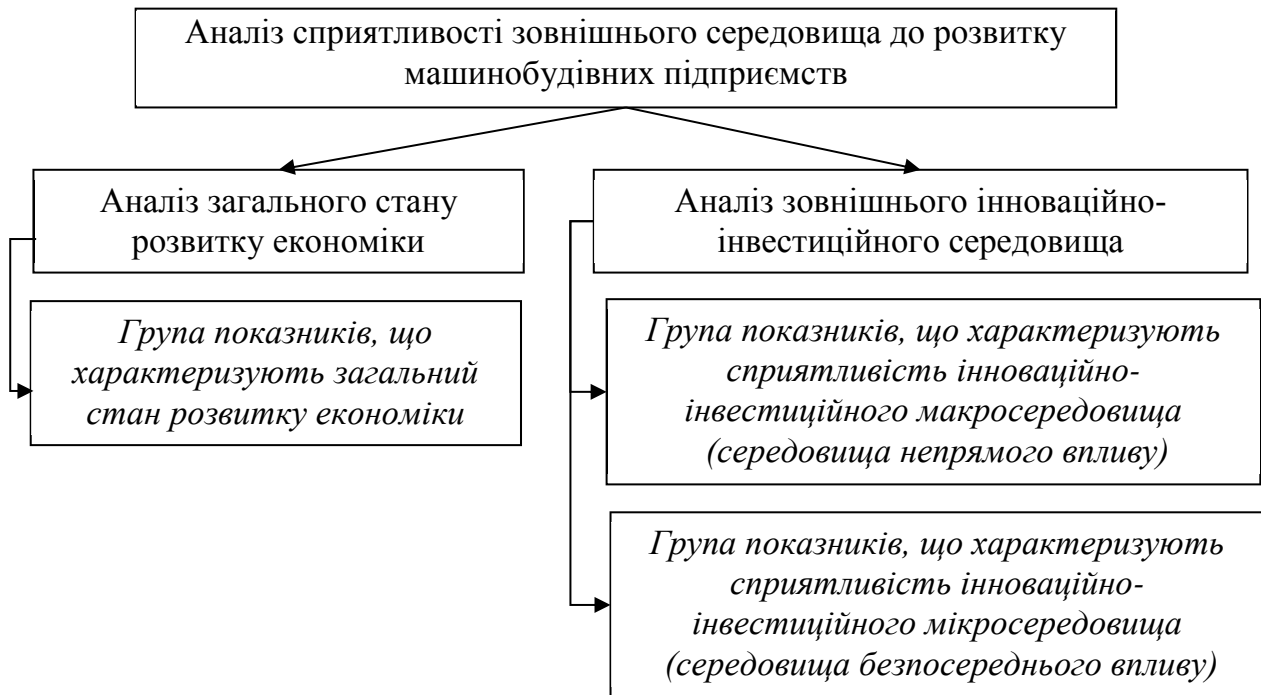 Аналіз сприятливості зовнішнього середовища до розвитку
машинобудівних підприємств
Аналіз загального стану
розвитку економіки
Група показників, що
характеризують загальний
стан розвитку економіки
Аналіз зовнішнього інноваційно-
інвестиційного середовища
Група показників, що характеризують
сприятливість інноваційно-
інвестиційного макросередовища
(середовища непрямого впливу)
Група показників, що характеризують
сприятливість інноваційно-
інвестиційного мікросередовища
(середовища безпосереднього впливу)